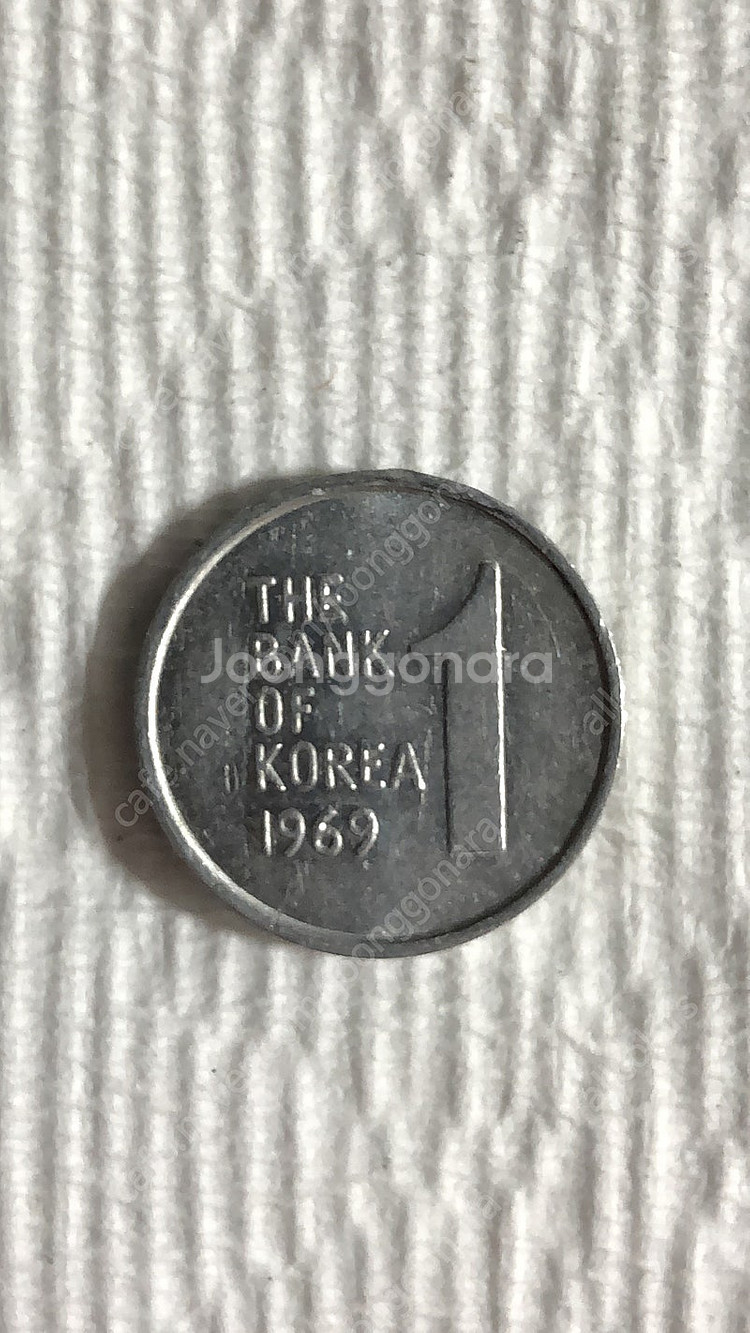 THE
BANK
OF
KOREA
1969
1
Joonggonara